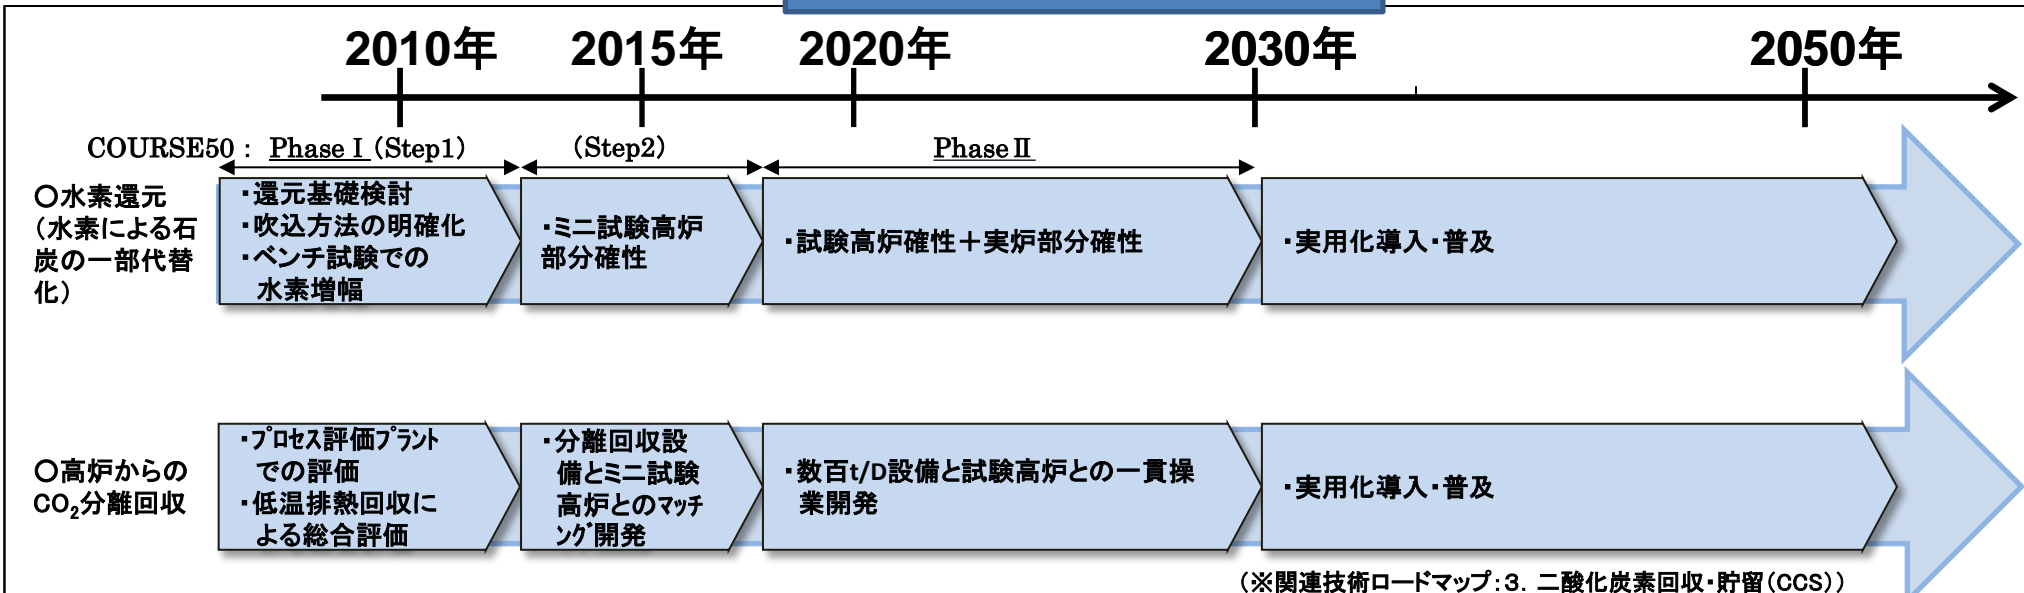 2010年 2015年 2020年 2030年 2050年
COURSE50 : Phase I (Step1) (Step2) Phase II
○水素還元
(水素による石
炭の一部代替
化)
・還元基礎検討
・吹込方法の明確化
・ベンチ試験での
水素増幅
・ミニ試験高炉
部分確性
・試験高炉確性+実炉部分確性
・実用化導入・普及
○高炉からの
CO₂分離回収
・プロセス評価プラント
での評価
・低温排熱回収に
よる総合評価
・分離回収設
備とミニ試験
高炉とのマッチ
ング開発
・数百t/D設備と試験高炉との一貫操
業開発
・実用化導入・普及
(※関連技術ロードマップ:3. 二酸化炭素回収・貯留(CCS))